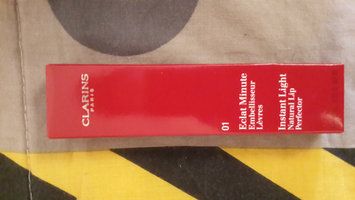 CLARINS
PARIS
01
Eclat Minute
Embellisseur
Lèvres
Instant Light
Natural Lip
Perfector